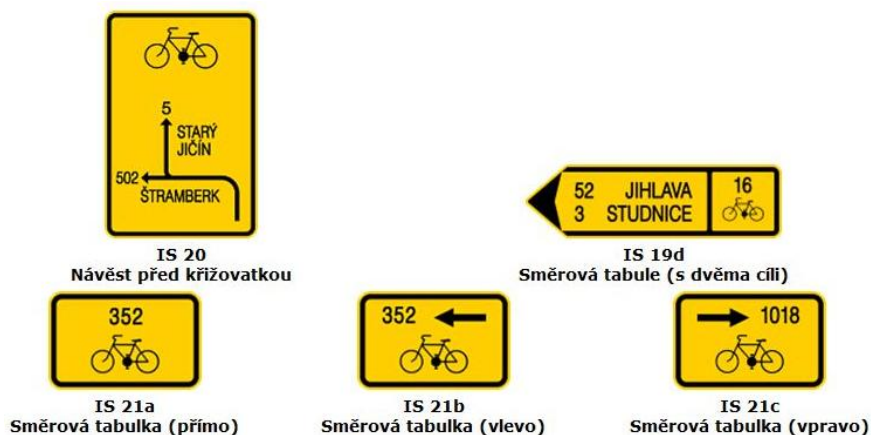 5
STARÝ
JIČÍN
502
ŠTRAMBERK
IS 20
Návěst před křižovatkou
52 JIHLAVA
3 STUDNICE
16
IS 19d
Směrová tabule (s dvěma cíli)
352
IS 21a
Směrová tabulka (přímo)
352
IS 21b
Směrová tabulka (vlevo)
1018
IS 21c
Směrová tabulka (vpravo)